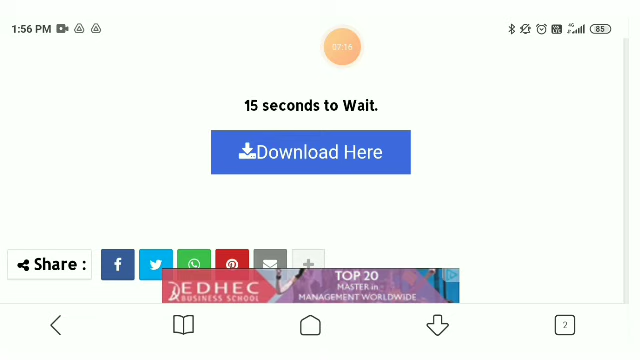 1:56 PM
07:16
4G
85
15 seconds to Wait.
Download Here
Share :
EDHEC
BUSINESS SCHOOL
TOP 20
MASTER in
MANAGEMENT WORLDWIDE
2